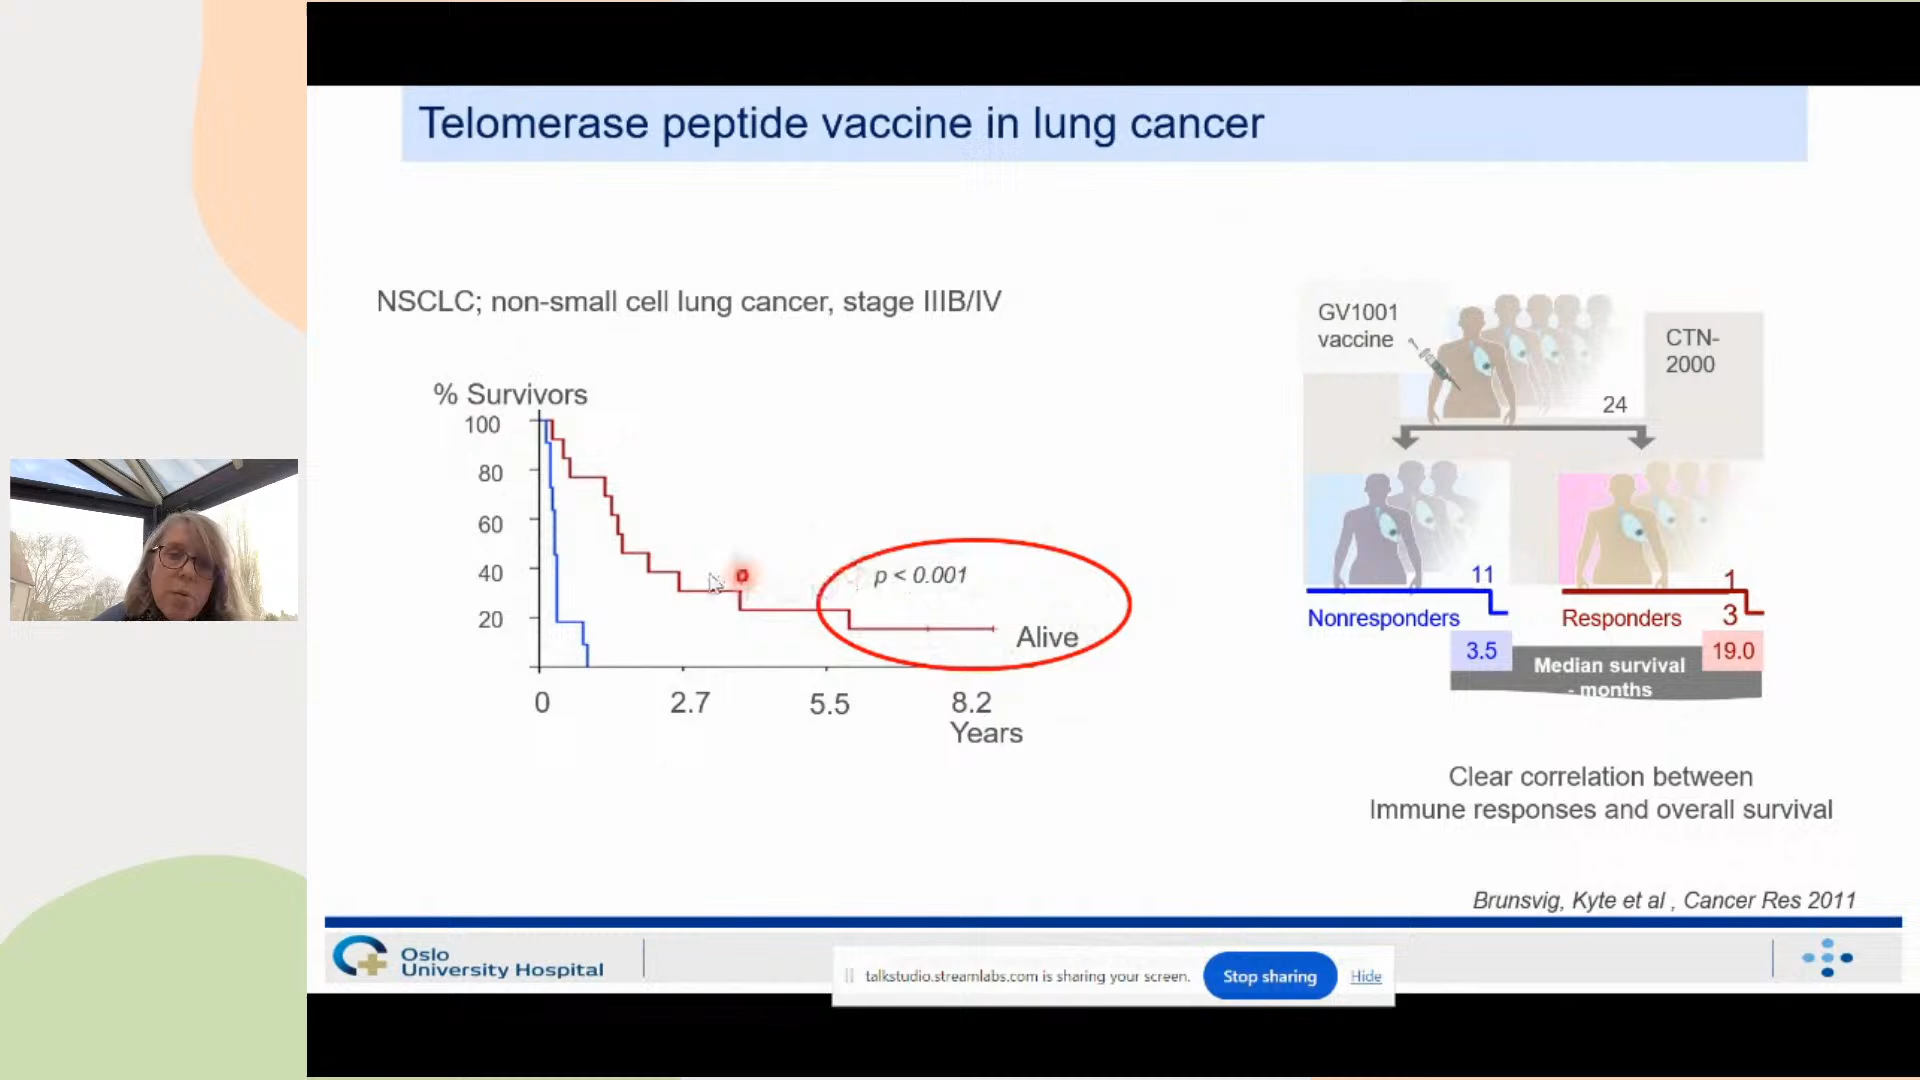 Telomerase peptide vaccine in lung cancer
NSCLC; non-small cell lung cancer, stage IIIB/IV
% Survivors
100
80
60
40
20
p < 0.001
Alive
0
2.7
5.5
8.2
Years
GV1001
vaccine
CTN-
2000
24
11
Nonresponders
3.5
1
3
Responders
19.0
Median survival
- months
Clear correlation between
Immune responses and overall survival
Brunsvig, Kyte et al , Cancer Res 2011
Oslo
University Hospital
talkstudio.streamlabs.com is sharing your screen.
Stop sharing
Hide